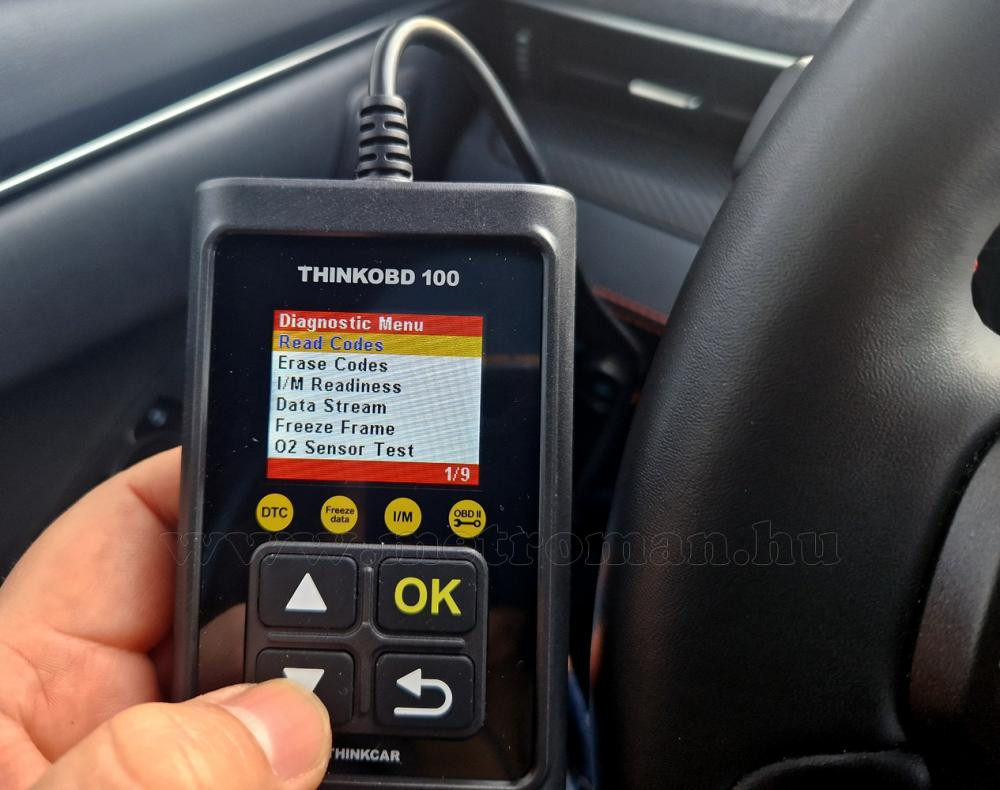 THINKOBD 100
Diagnostic Menu
Read Codes
Erase Codes
I/M Readiness
Data Stream
Freeze Frame
O2 Sensor Test
1/9
DTC
Freeze
data
I/M
OBD II
www.metroman.hu
OK
THINKCAR